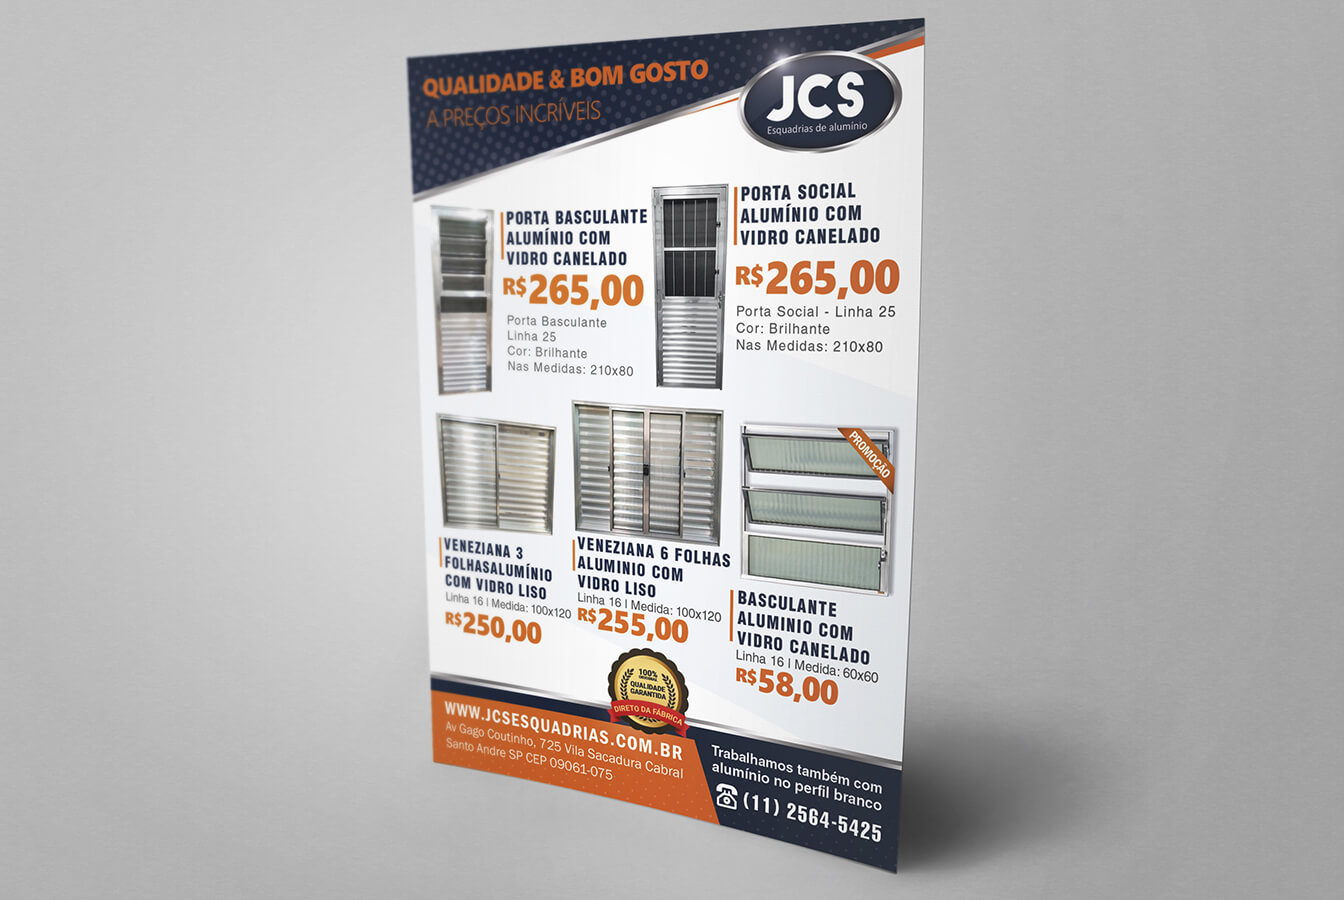 QUALIDADE & BOM GOSTO
A PREÇOS INCRÍVEIS
JCS
Esquadrias de alumínio
PORTA BASCULANTE
ALUMÍNIO COM
VIDRO CANELADO
R$265,00
Porta Basculante
Linha 25
Cor: Brilhante
Nas Medidas: 210x80
PORTA SOCIAL
ALUMÍNIO COM
VIDRO CANELADO
R$265,00
Porta Social - Linha 25
Cor: Brilhante
Nas Medidas: 210x80
VENEZIANA 3
FOLHASALUMÍNIO
COM VIDRO LISO
Linha 16 | Medida: 100x120
R$250,00
VENEZIANA 6 FOLHAS
ALUMINIO COM
VIDRO LISO
Linha 16 | Medida: 100x120
R$255,00
PROMOÇÃO
BASCULANTE
ALUMINIO COM
VIDRO CANELADO
Linha 16 | Medida: 60x60
R$58,00
100%
QUALIDADE
GARANTIDA
DIRETO DA FÁBRICA
WWW.JCSESQUADRIAS.COM.BR
Av Gago Coutinho, 725 Vila Sacadura Cabral
Santo Andre SP CEP 09061-075
Trabalhamos também com
alumínio no perfil branco
(11) 2564-5425